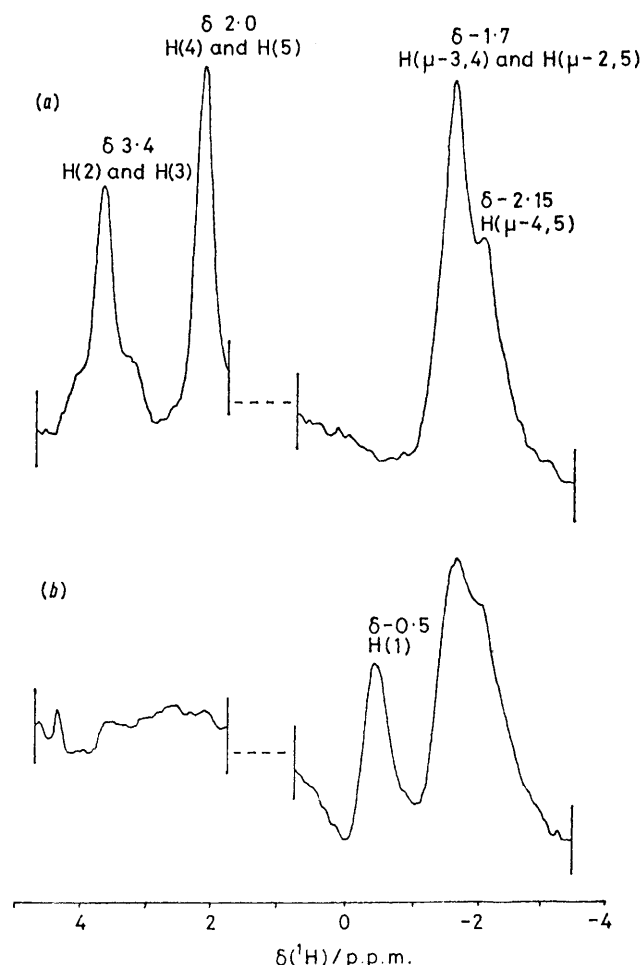 (a)
δ 2·0
H(4) and H(5)
δ 3·4
H(2) and H(3)
δ-1·7
H(μ-3,4) and H(μ-2,5)
δ-2·15
H(μ-4,5)
(b)
δ-0·5
H(1)
4 2 0 -2 -4
δ(¹H)/p.p.m.